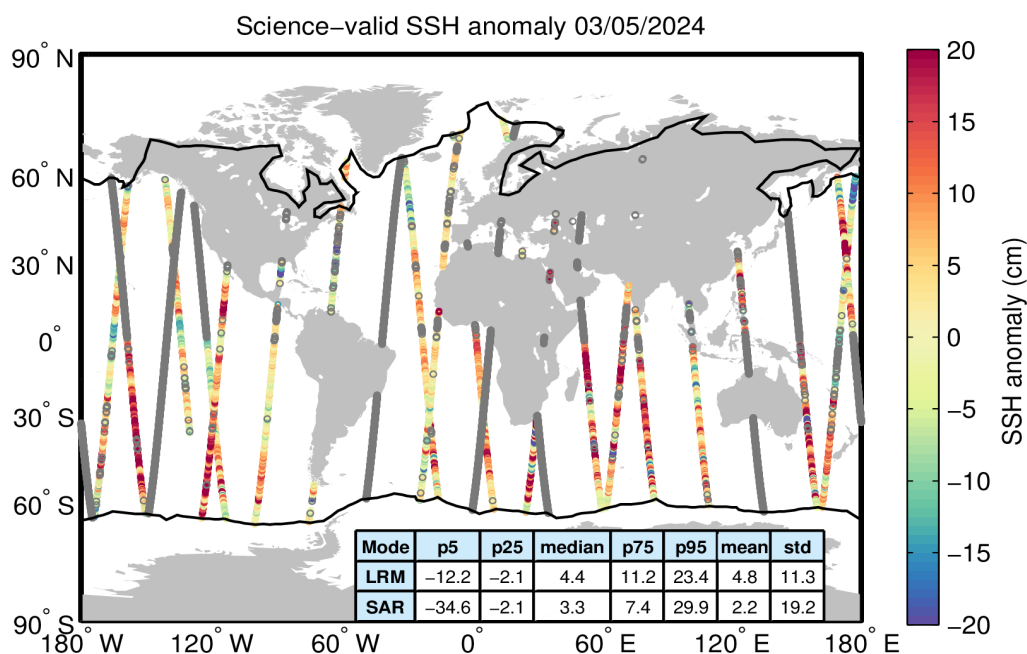 Science−valid SSH anomaly 03/05/2024
90° N
60° N
30° N
0°
30° S
60° S
90° S
180° W
120° W
60° W
0°
60° E
120° E
180° E
Mode p5 p25 median p75 p95 mean std
LRM −12.2 −2.1 4.4 11.2 23.4 4.8 11.3
SAR −34.6 −2.1 3.3 7.4 29.9 2.2 19.2
20
15
10
5
0
−5
−10
−15
−20
SSH anomaly (cm)